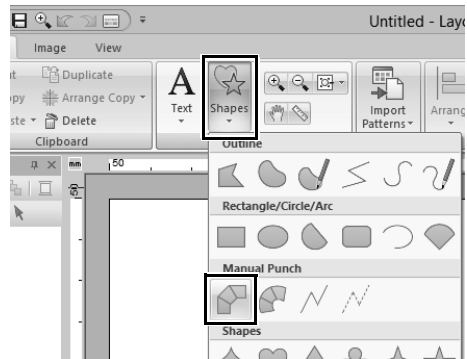 Untitled - Layo
Image View
Duplicate
Arrange Copy
Delete
Clipboard
Text
Shapes
Import
Patterns
Arrang
mm
50
50
Outline
Rectangle/Circle/Arc
Manual Punch
Shapes